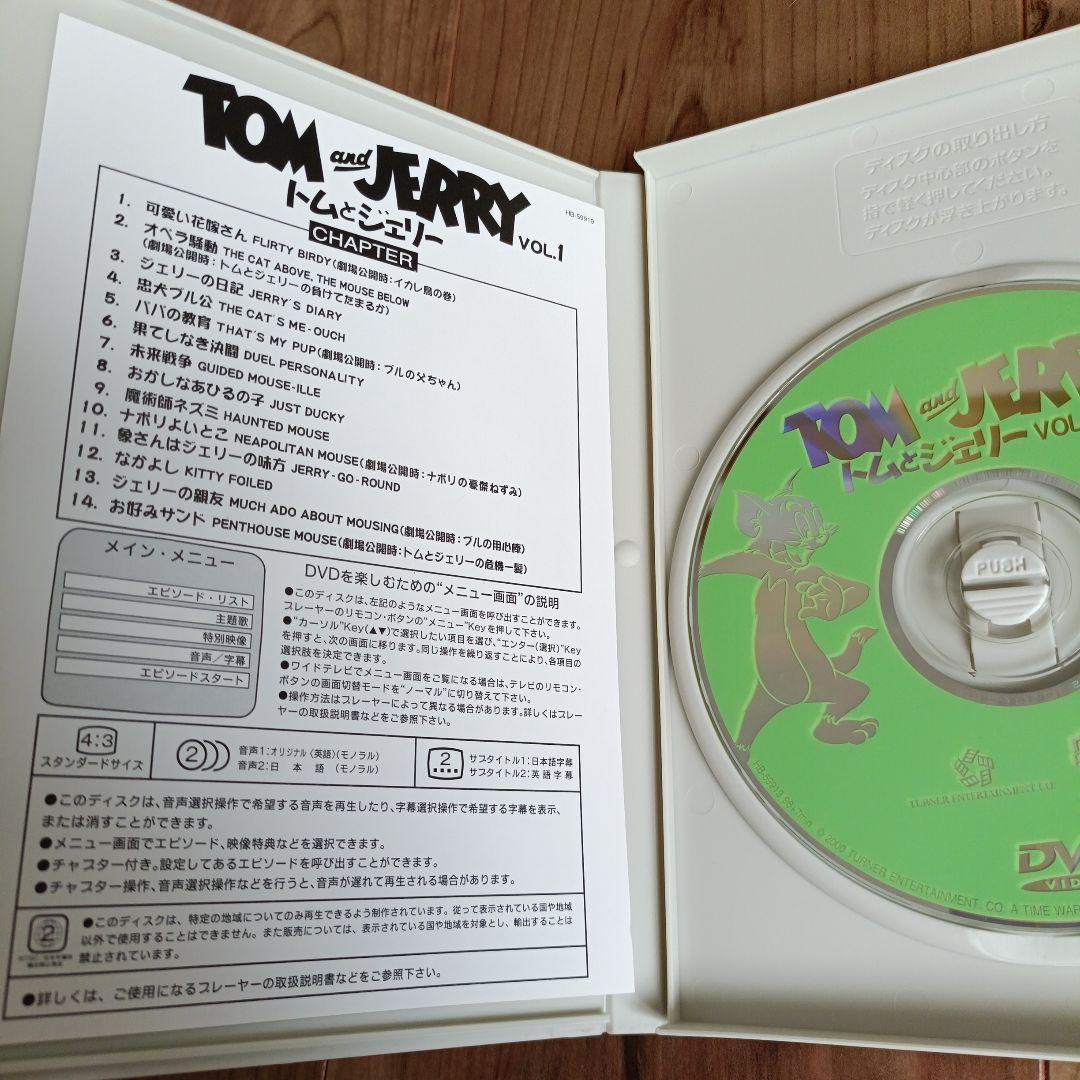 TOM and JERRY
トムとジェリー VOL.1
HB-59919
CHAPTER
1. 可愛い花嫁さん FLIRTY BIRDY(劇場公開時:イカレ鳥の巻)
2. オペラ騒動 THE CAT ABOVE, THE MOUSE BELOW
(劇場公開時:トムとジェリーの負けてたまるか)
3. ジェリーの日記 JERRY'S DIARY
4. 忠犬ブル公 THE CAT'S ME-OUCH
5. パパの教育 THAT'S MY PUP(劇場公開時:ブルの父ちゃん)
6. 果てしなき決闘 DUEL PERSONALITY
7. 未来戦争 GUIDED MOUSE-ILLE
8. おかしなあひるの子 JUST DUCKY
9. 魔術師ネズミ HAUNTED MOUSE
10. ナポリよいとこ NEAPOLITAN MOUSE(劇場公開時:ナポリの豪傑ねずみ)
11. 象さんはジェリーの味方 JERRY-GO-ROUND
12. なかよし KITTY FOILED
13. ジェリーの親友 MUCH ADO ABOUT MOUSING(劇場公開時:ブルの用心棒)
14. お好みサンド PENTHOUSE MOUSE(劇場公開時:トムとジェリーの危機一髪)
メイン・メニュー
エピソード・リスト
主題歌
特別映像
音声/字幕
エピソードスタート
DVDを楽しむための“メニュー画面”の説明
●このディスクは、左記のようなメニュー画面を呼び出すことができます。
プレーヤーのリモコン・ボタンの“メニュー”Keyを押して下さい。
●“カーソル”Key(▲▼)で選択したい項目を選び、“エンター(選択)”Key
を押すと、次の画面に移ります。同じ操作を繰り返すことにより、各項目の
選択肢を決定できます。
●ワイドテレビでメニュー画面をご覧になる場合は、テレビのリモコン・
ボタンの画面切替モードを“ノーマル”に切り替えて下さい。
●操作方法はプレーヤーによって異なる場合があります。詳しくはプレー
ヤーの取扱説明書などをご参照下さい。
4:3
スタンダードサイズ
2
音声1:オリジナル〈英語〉(モノラル)
音声2:日本語 (モノラル)
2
サブタイトル1:日本語字幕
サブタイトル2:英語字幕
●このディスクは、音声選択操作で希望する音声を再生したり、字幕選択操作で希望する字幕を表示、
または消すことができます。
●メニュー画面でエピソード、映像特典などを選択できます。
●チャプター付き。設定してあるエピソードを呼び出すことができます。
●チャプター操作、音声選択操作などを行うと、音声が遅れて再生される場合があります。
2
●このディスクは、特定の地域についてのみ再生できるよう制作されています。従って表示されている国や地域
以外で使用することはできません。また販売については、表示されている国や地域を対象とし、輸出することは
禁止されています。
●詳しくは、ご使用になるプレーヤーの取扱説明書などをご参照下さい。
ディスクの取り出し方
ディスク中心部のボタンを
指で軽く押してください。
ディスクが浮き上がります。
TOM and JERRY
トムとジェリー VOL.
PUSH
TURNER ENTERTAINMENT CO.
DVD
VIDEO
HB-59919 98+7min © 2000 TURNER ENTERTAINMENT. CO. A TIME WAR